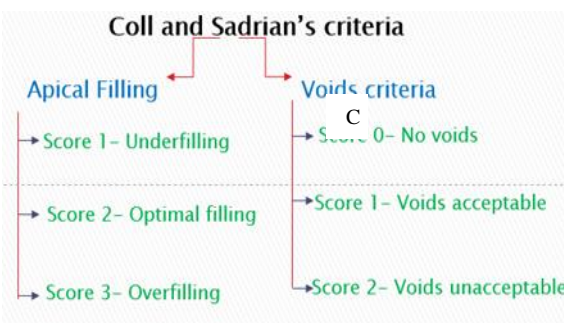 Coll and Sadrian's criteria
Apical Filling
Score 1- Underfilling
Score 2- Optimal filling
Score 3- Overfilling
Voids criteria
C
0- No voids
Score 1- Voids acceptable
Score 2- Voids unacceptable